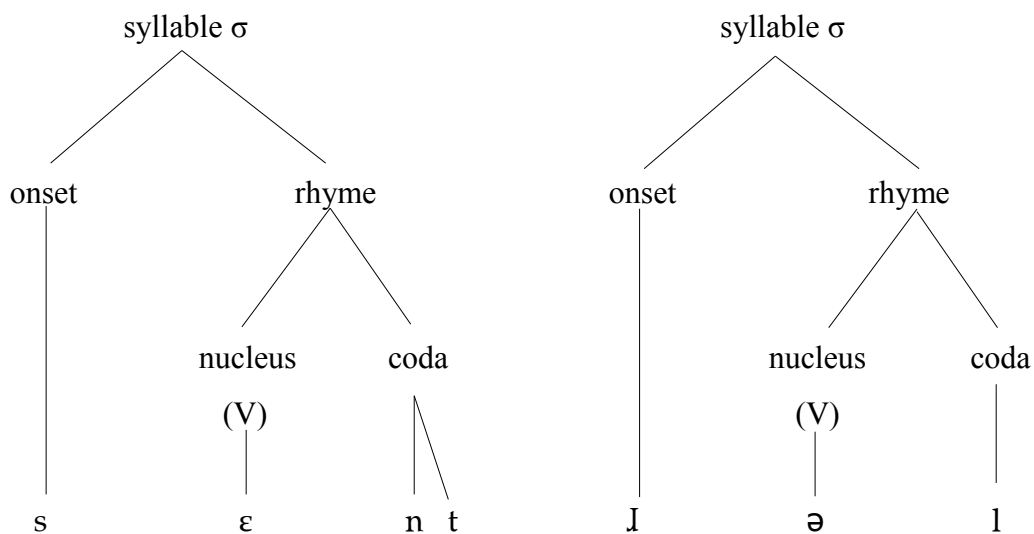 syllable σ syllable σ
onset rhyme onset rhyme
nucleus coda nucleus coda
(V) (V)
s ɛ n t ɹ ə l